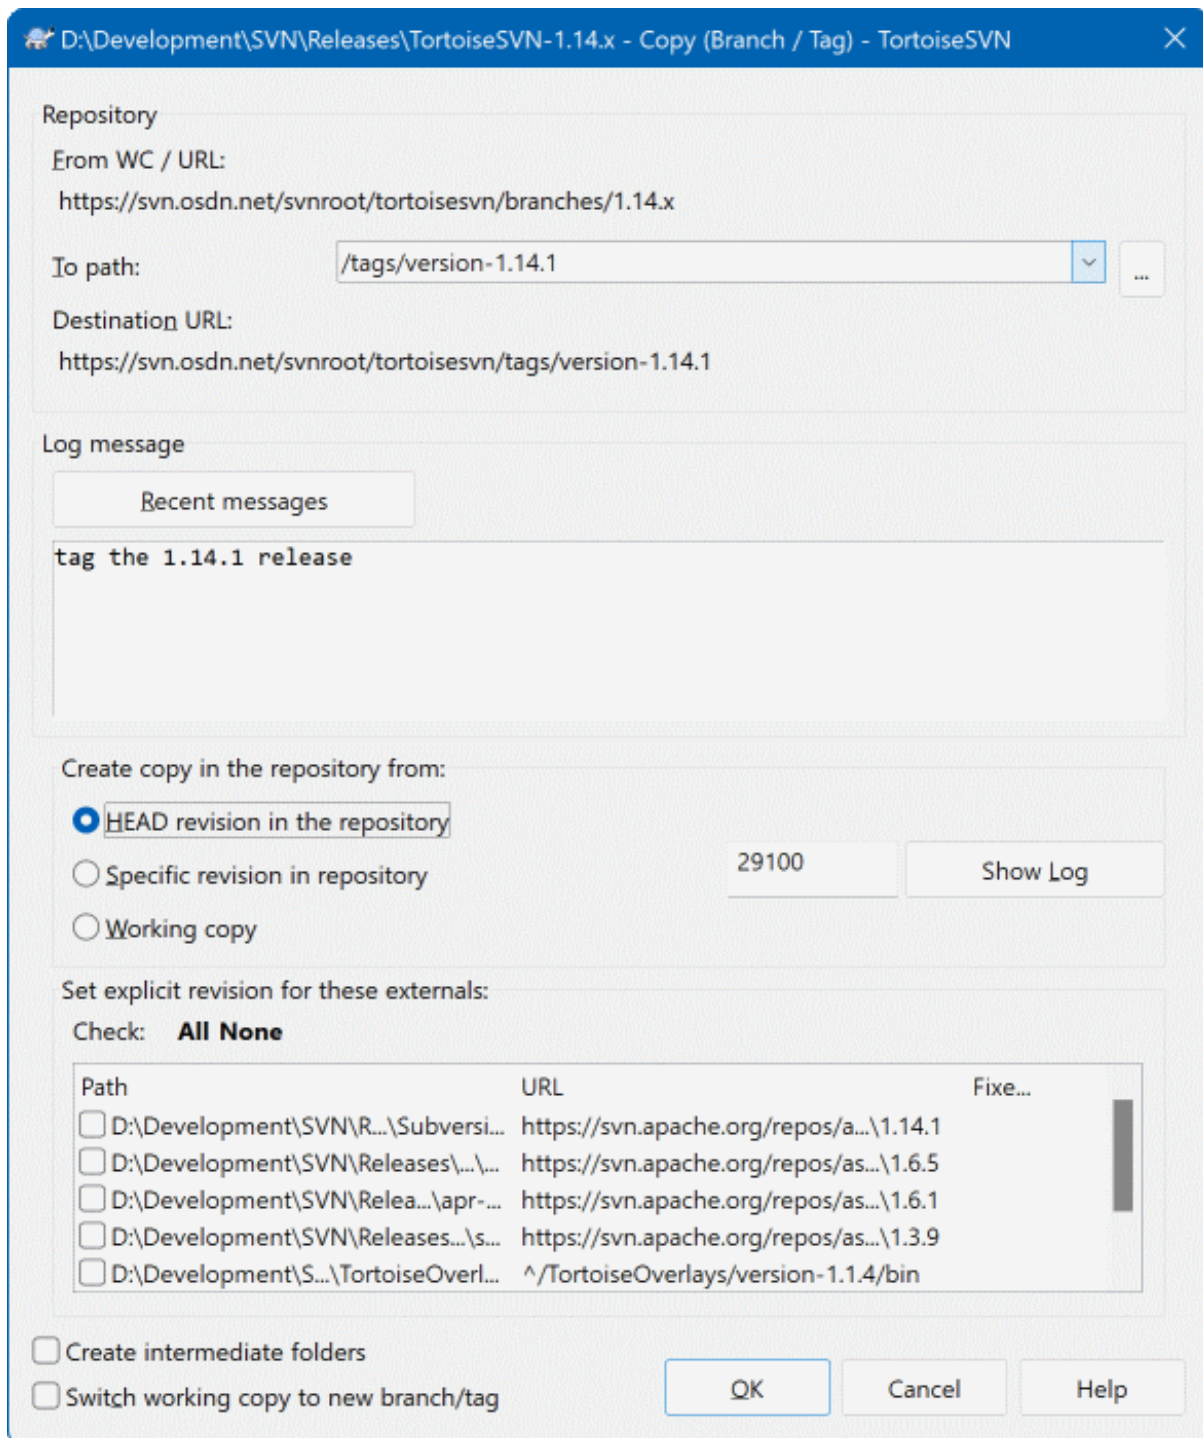 D:\Development\SVN\Releases\TortoiseSVN-1.14.x - Copy (Branch / Tag) - TortoiseSVN
Repository
From WC / URL:
https://svn.osdn.net/svnroot/tortoisesvn/branches/1.14.x
To path: /tags/version-1.14.1 ...
Destination URL:
https://svn.osdn.net/svnroot/tortoisesvn/tags/version-1.14.1
Log message
Recent messages
tag the 1.14.1 release
Create copy in the repository from:
HEAD revision in the repository
Specific revision in repository 29100 Show Log
Working copy
Set explicit revision for these externals:
Check: All None
Path URL Fixe...
D:\Development\SVN\R...\Subversi... https://svn.apache.org/repos/a...\1.14.1
D:\Development\SVN\Releases\...\... https://svn.apache.org/repos/as...\1.6.5
D:\Development\SVN\Relea...\apr-... https://svn.apache.org/repos/as...\1.6.1
D:\Development\SVN\Releases...\s... https://svn.apache.org/repos/as...\1.3.9
D:\Development\S...\TortoiseOverl... ^/TortoiseOverlays/version-1.1.4/bin
Create intermediate folders
Switch working copy to new branch/tag
OK Cancel Help